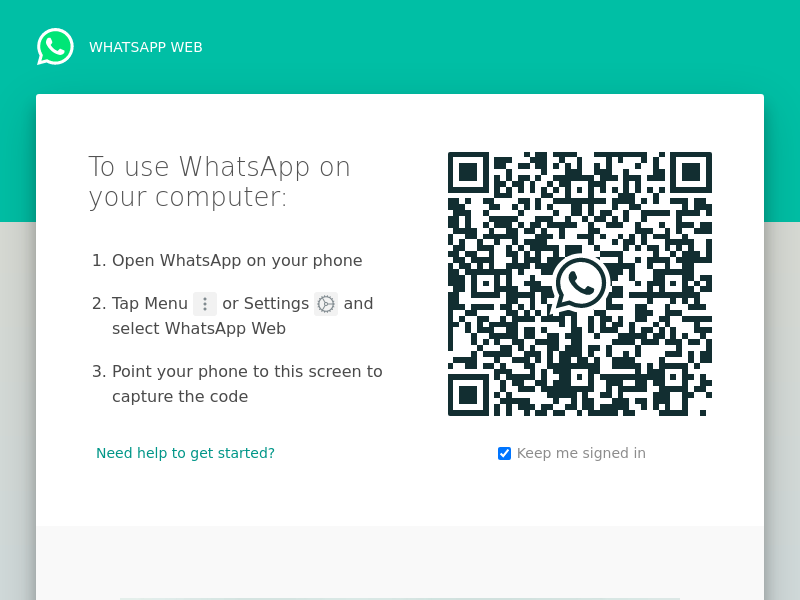 WHATSAPP WEB
To use WhatsApp on
your computer:
1. Open WhatsApp on your phone
2. Tap Menu or Settings and
select WhatsApp Web
3. Point your phone to this screen to
capture the code
Need help to get started?
Keep me signed in